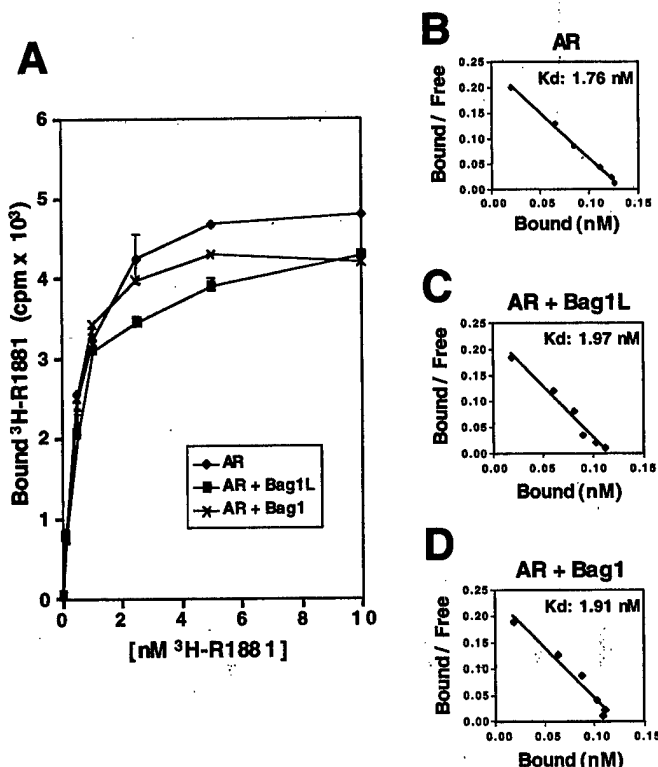 A
6
5
4
3
2
1
0
Bound ³H-R1881 (cpm x 10³)
0 2 4 6 8 10
[nM ³H-R1881]
AR
AR + Bag1L
AR + Bag1
B
AR
Kd: 1.76 nM
0.25
0.20
0.15
0.10
0.05
0.00
Bound / Free
0.00 0.05 0.10 0.15
Bound (nM)
C
AR + Bag1L
Kd: 1.97 nM
0.25
0.20
0.15
0.10
0.05
0.00
Bound / Free
0.00 0.05 0.10 0.15
Bound (nM)
D
AR + Bag1
Kd: 1.91 nM
0.25
0.20
0.15
0.10
0.05
0.00
Bound / Free
0.00 0.05 0.10 0.15
Bound (nM)